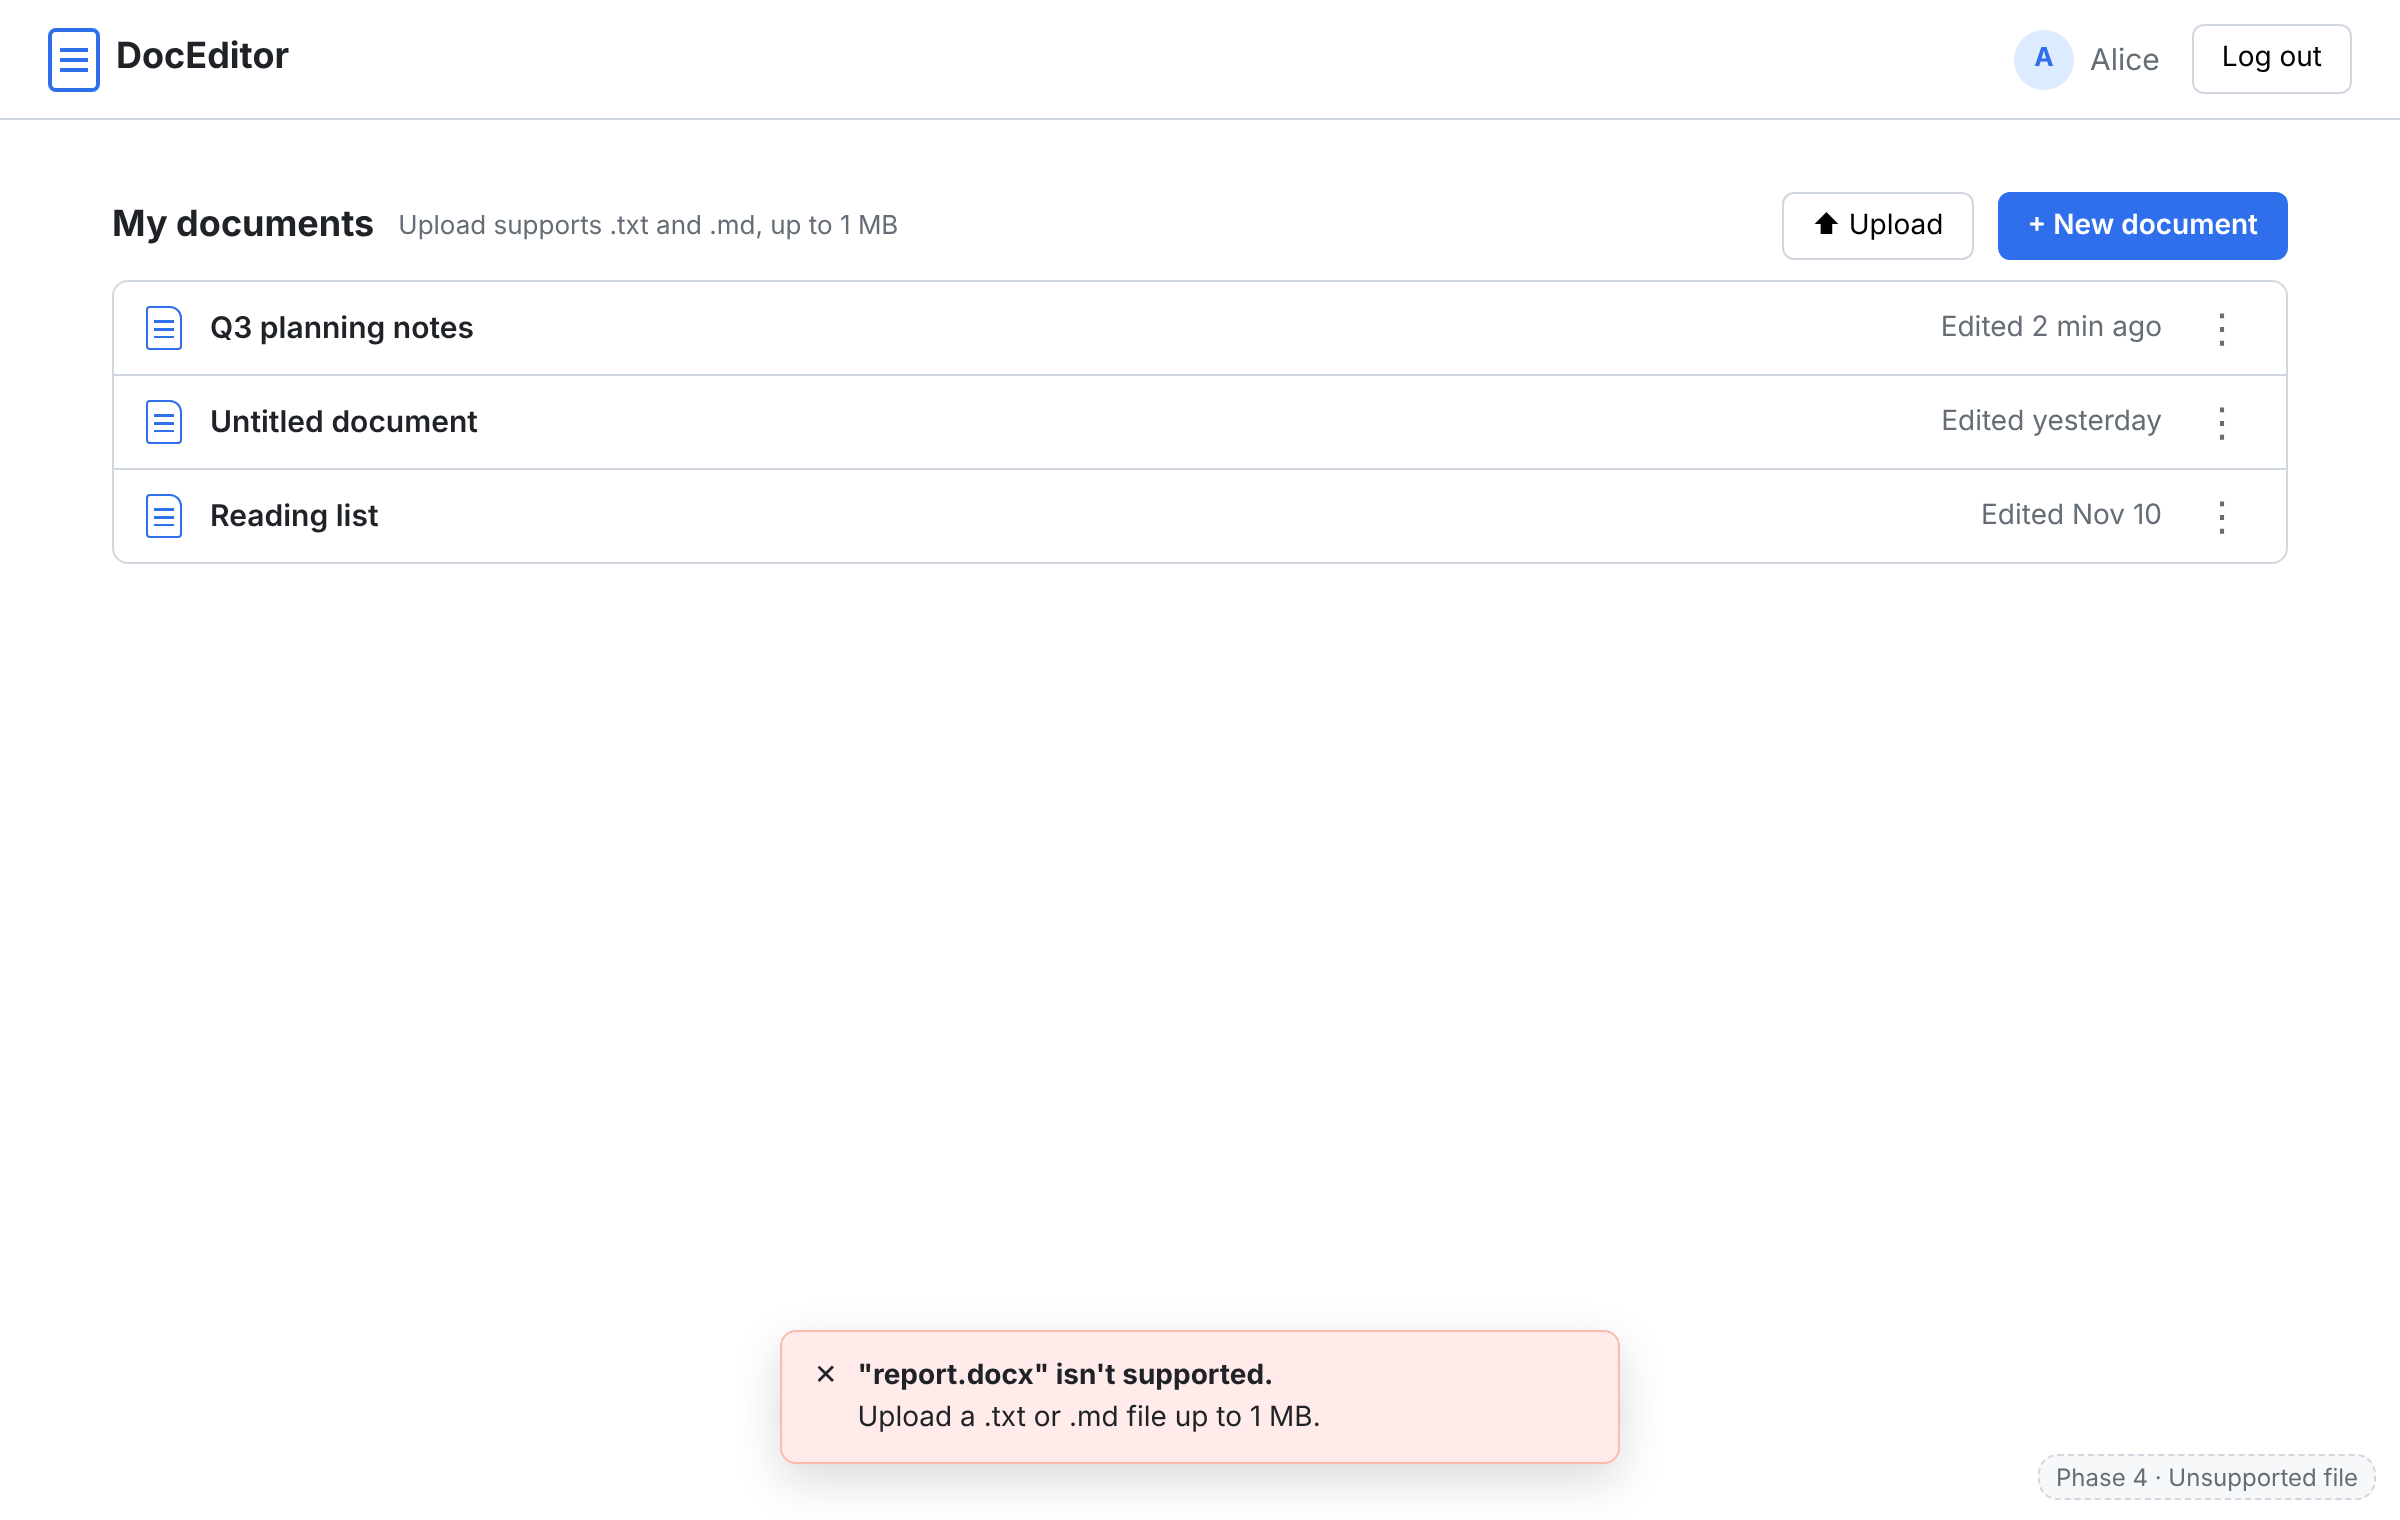 DocEditor
A Alice Log out
My documents Upload supports .txt and .md, up to 1 MB
Upload + New document
Q3 planning notes Edited 2 min ago
Untitled document Edited yesterday
Reading list Edited Nov 10
"report.docx" isn't supported.
Upload a .txt or .md file up to 1 MB.
Phase 4 · Unsupported file